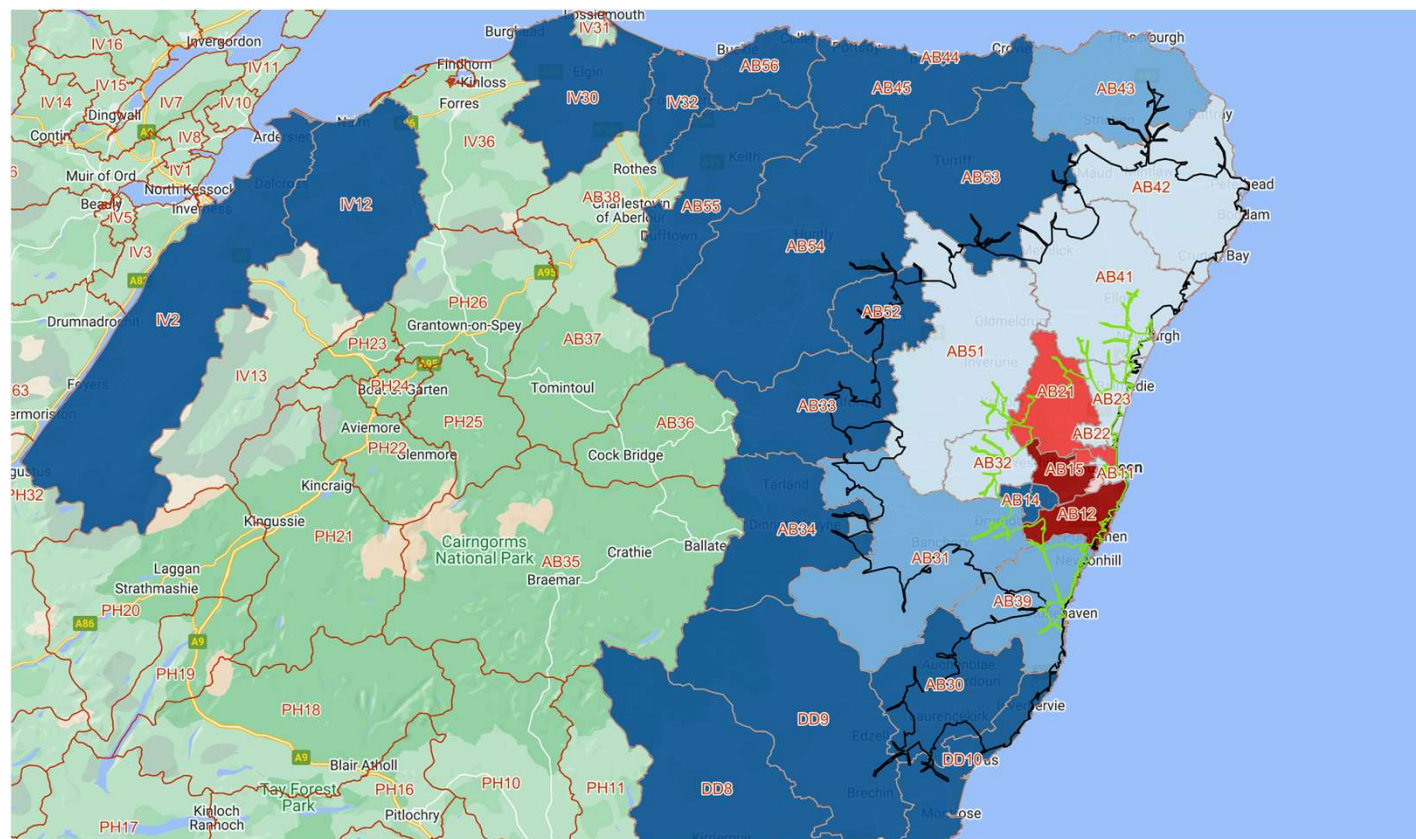 Lossiemouth
Burghead
IV31
IV16
Invergordon
Findhorn
Kinloss
Elgin
IV30
IV32
AB56
AB44
AB45
AB43
IV11
IV15
IV14
IV7
IV10
Dingwall
Contin
IV8
IV1
Muir of Ord
North Kessock
Beauly
Inverness
IV5
IV3
Forres
IV36
IV12
Dalcross
Rothes
Keith
AB38
Charlestown
of Aberlour
AB55
Turriff
AB53
Maud
AB42
Huntly
AB54
AB41
Drumnadrochit
IV2
A95
PH26
Grantown-on-Spey
AB37
AB52
Oldmeldrum
AB51
Inverurie
IV13
PH23
A95
PH24
Tomintoul
AB33
AB21
AB23
AB22
Aviemore
PH25
AB36
PH22
Glenmore
Cock Bridge
AB32
AB15
AB11
PH32
Kincraig
Tarland
AB14
AB12
Kingussie
PH21
Cairngorms
National Park
AB35
Crathie
Ballater
Braemar
AB34
Banchory
AB31
Newtonhill
Laggan
Strathmashie
PH20
A86
A9
AB39
Auchenblae
AB30
Laurencekirk
PH19
PH18
DD9
Edzell
DD10
A9
Blair Atholl
Tay Forest
Park
PH16
PH10
PH11
DD8
Brechin
Kinloch
Rannoch
PH17
Pitlochry